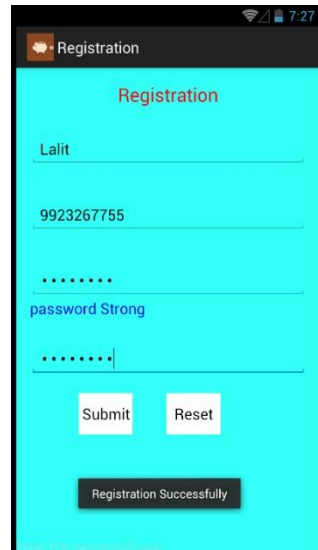 7:27
Registration
Registration
Lalit
9923267755
........
password Strong
........
Submit Reset
Registration Successfully